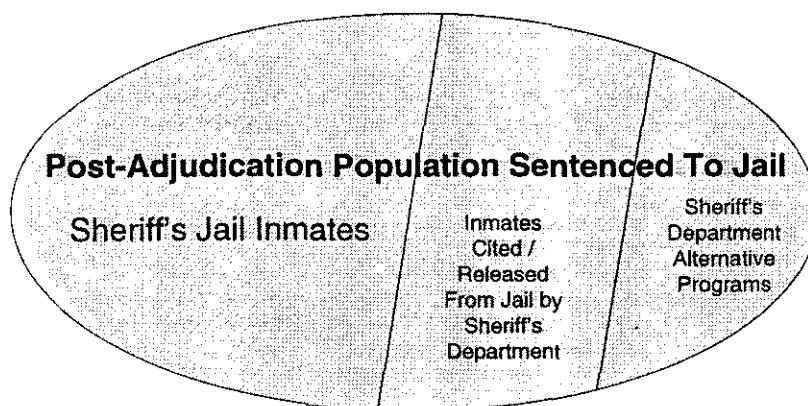 Post-Adjudication Population Sentenced To Jail
Sheriff's Jail Inmates
Inmates
Cited /
Released
From Jail by
Sheriff's
Department
Sheriff's
Department
Alternative
Programs